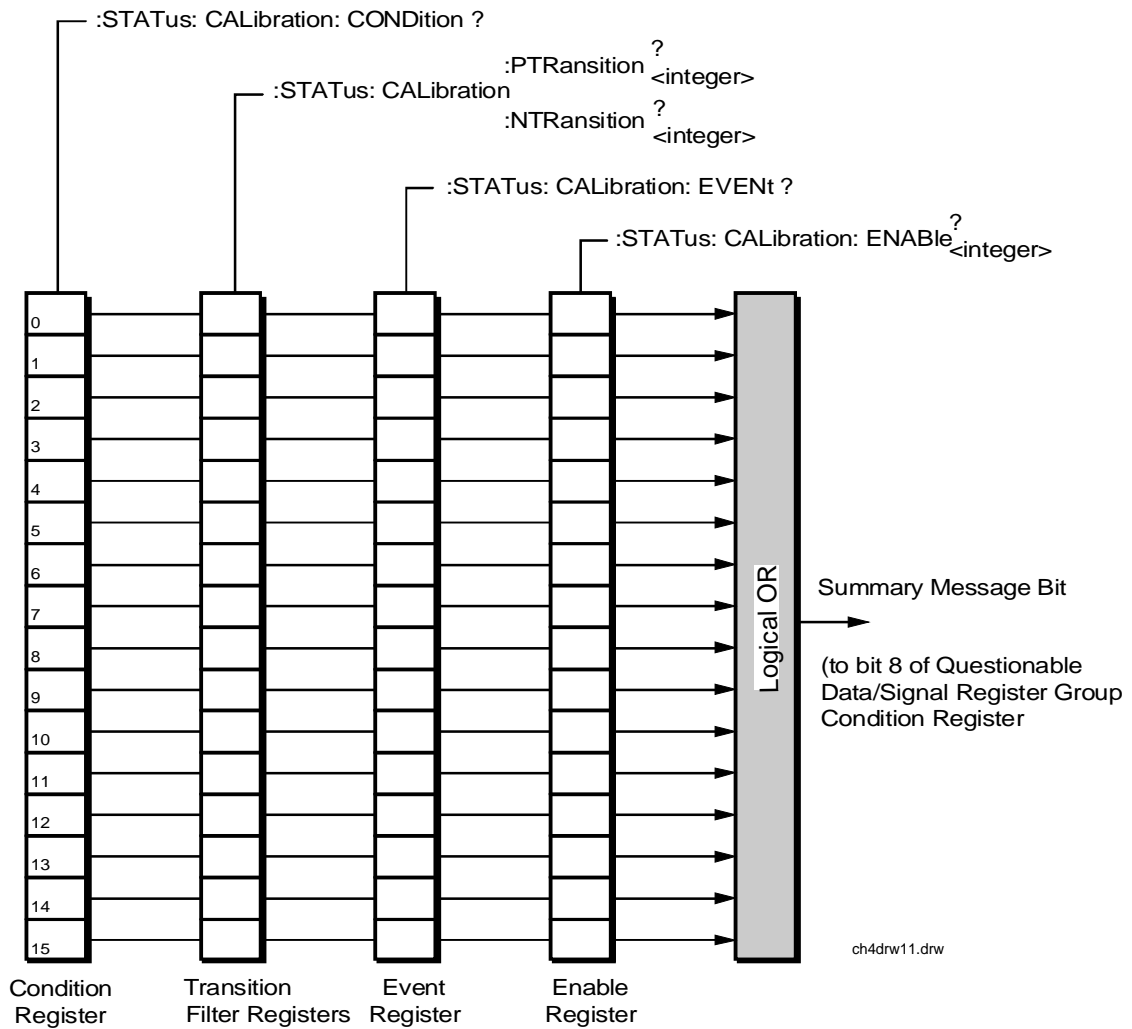 :STATus: CALibration: CONDition ?
:PTRansition ?
<integer>
:STATus: CALibration
:NTRansition ?
<integer>
:STATus: CALibration: EVENt ?
:STATus: CALibration: ENABle ?
<integer>
0
1
2
3
4
5
6
7
8
9
10
11
12
13
14
15
Logical OR
Summary Message Bit
(to bit 8 of Questionable
Data/Signal Register Group
Condition Register
ch4drw11.drw
Condition
Register
Transition
Filter Registers
Event
Register
Enable
Register